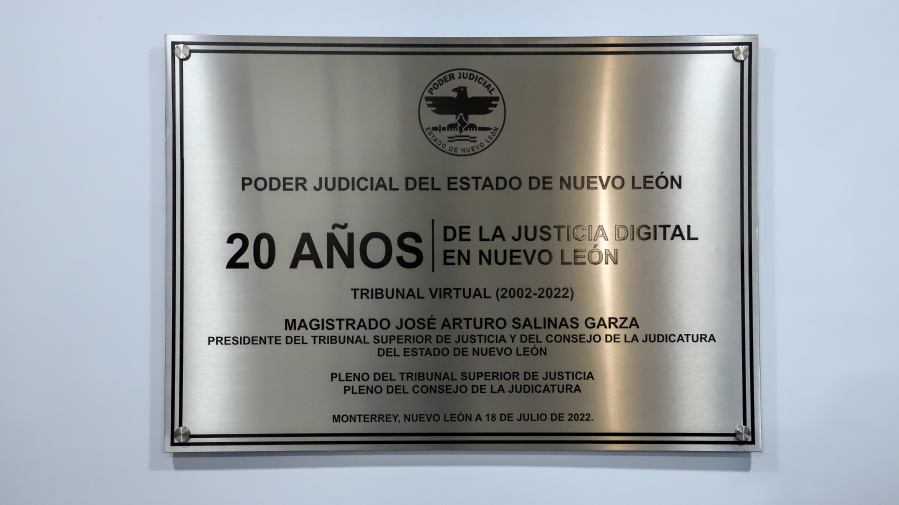 PODER JUDICIAL
ESTADO DE NUEVO LEÓN
PODER JUDICIAL DEL ESTADO DE NUEVO LEÓN
20 AÑOS
DE LA JUSTICIA DIGITAL
EN NUEVO LEÓN
TRIBUNAL VIRTUAL (2002-2022)
MAGISTRADO JOSÉ ARTURO SALINAS GARZA
PRESIDENTE DEL TRIBUNAL SUPERIOR DE JUSTICIA Y DEL CONSEJO DE LA JUDICATURA
DEL ESTADO DE NUEVO LEÓN
PLENO DEL TRIBUNAL SUPERIOR DE JUSTICIA
PLENO DEL CONSEJO DE LA JUDICATURA
MONTERREY, NUEVO LEÓN A 18 DE JULIO DE 2022.